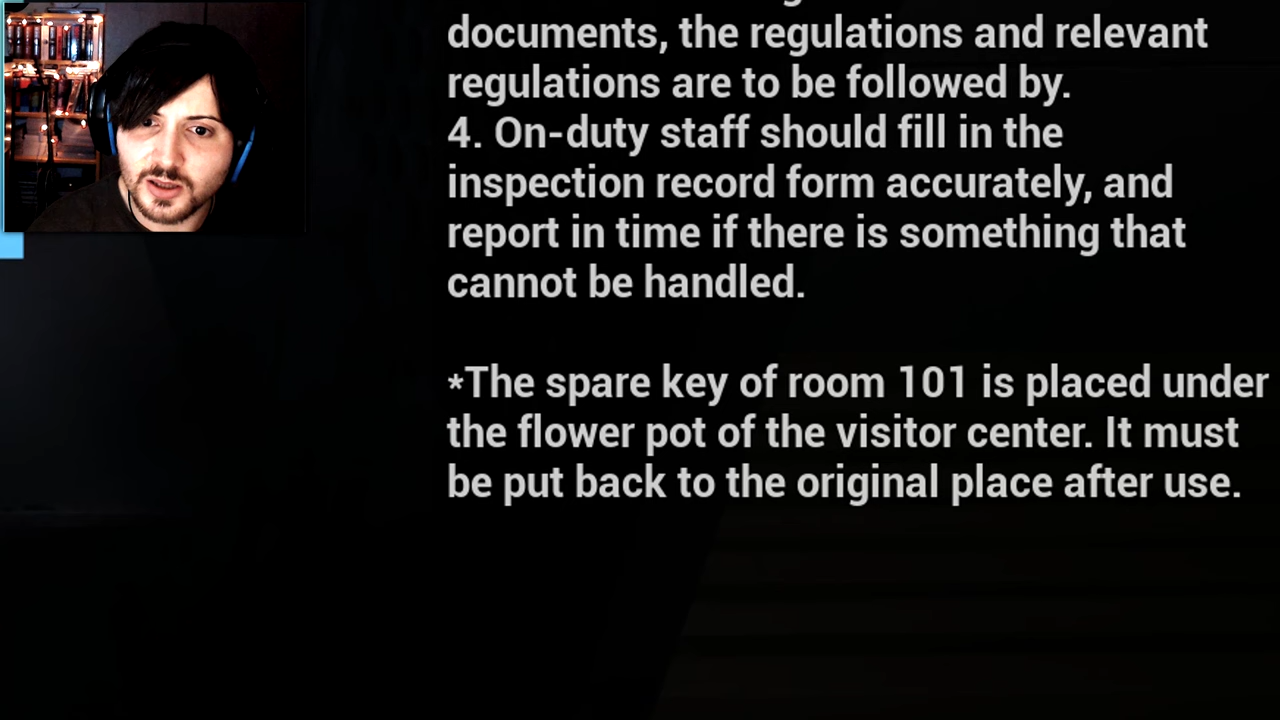 documents, the regulations and relevant
regulations are to be followed by.
4. On-duty staff should fill in the
inspection record form accurately, and
report in time if there is something that
cannot be handled.
*The spare key of room 101 is placed under
the flower pot of the visitor center. It must
be put back to the original place after use.